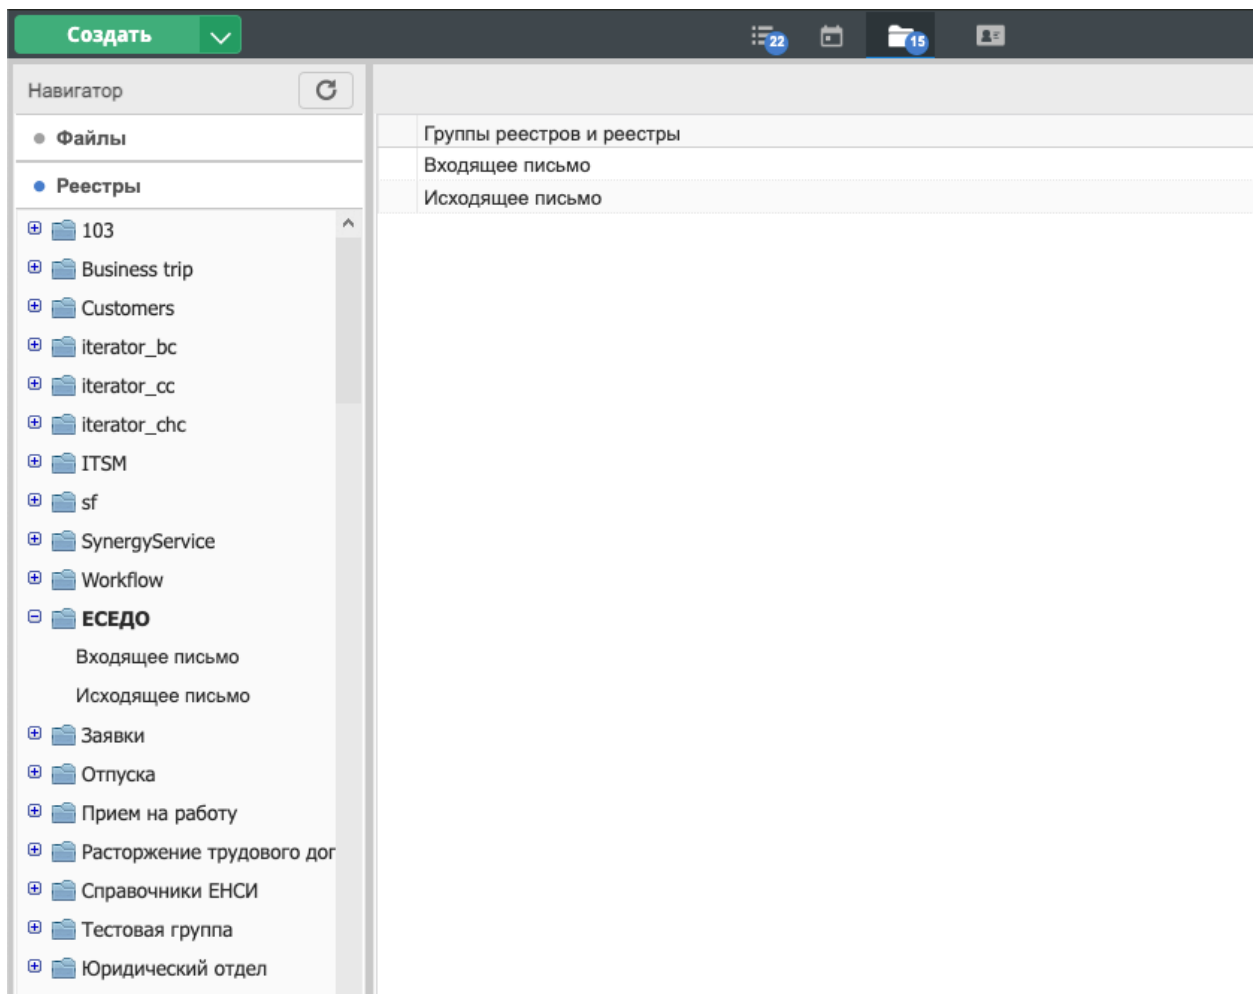 Создать
22
15
Навигатор
Файлы
Реестры
103
Business trip
Customers
iterator_bc
iterator_cc
iterator_chc
ITSM
sf
SynergyService
Workflow
ЕСЕДО
Входящее письмо
Исходящее письмо
Заявки
Отпуска
Прием на работу
Расторжение трудового дог
Справочники ЕНСИ
Тестовая группа
Юридический отдел
Группы реестров и реестры
Входящее письмо
Исходящее письмо